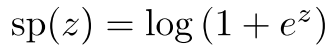 sp(z) = log (1 + e^z)